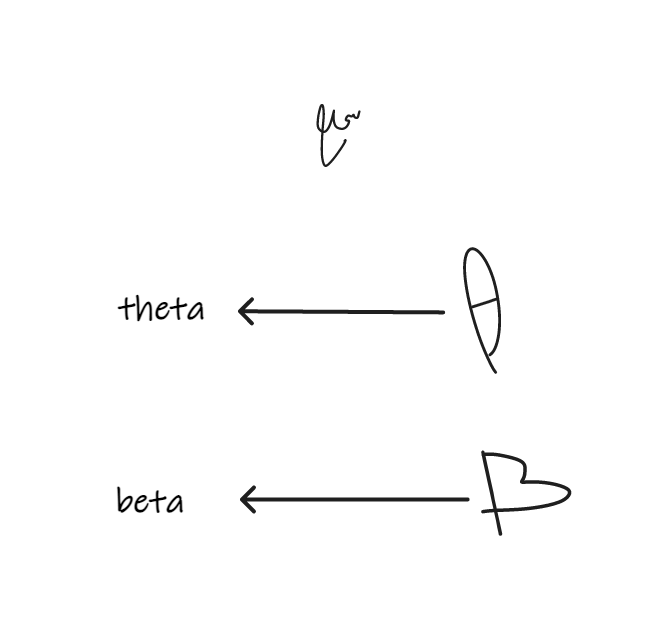 theta ← θ
beta ← B